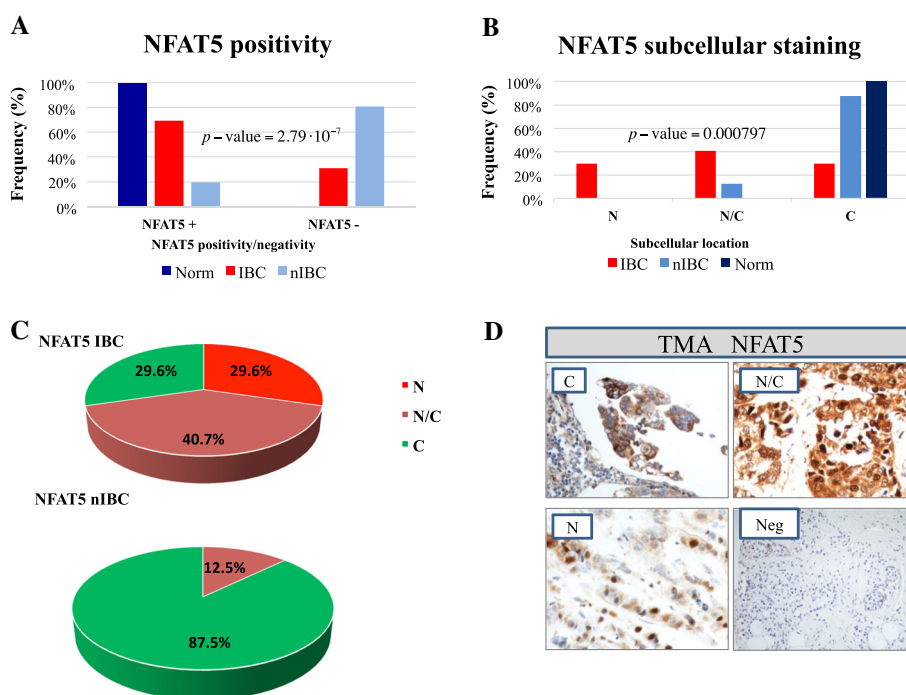 A
NFAT5 positivity
Frequency (%)
100%
80%
60%
40%
20%
0%
p – value = 2.79·10⁻⁷
NFAT5 +
NFAT5 -
NFAT5 positivity/negativity
Norm
IBC
nIBC
B
NFAT5 subcellular staining
Frequency (%)
100%
80%
60%
40%
20%
0%
p – value = 0.000797
N
N/C
C
Subcellular location
IBC
nIBC
Norm
C
NFAT5 IBC
29.6%
29.6%
40.7%
N
N/C
C
NFAT5 nIBC
12.5%
87.5%
D
TMA NFAT5
C
N/C
N
Neg